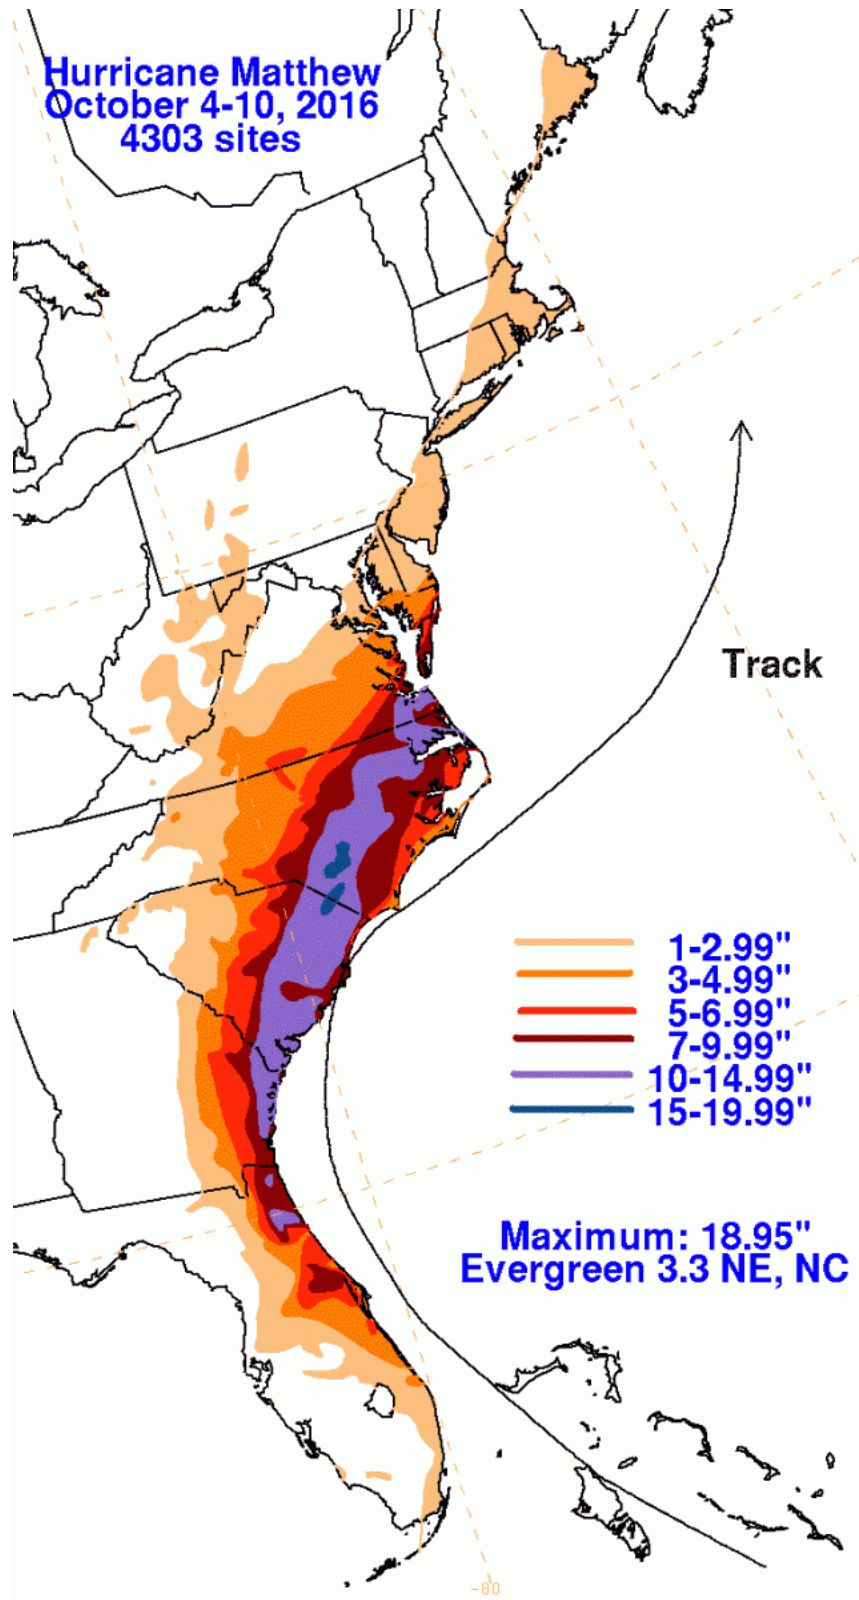 Hurricane Matthew
October 4-10, 2016
4303 sites
Track
1-2.99"
3-4.99"
5-6.99"
7-9.99"
10-14.99"
15-19.99"
Maximum: 18.95"
Evergreen 3.3 NE, NC
-80